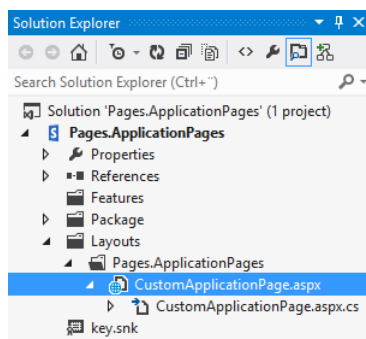 Solution Explorer
Search Solution Explorer (Ctrl+¨)
Solution 'Pages.ApplicationPages' (1 project)
Pages.ApplicationPages
Properties
References
Features
Package
Layouts
Pages.ApplicationPages
CustomApplicationPage.aspx
CustomApplicationPage.aspx.cs
key.snk